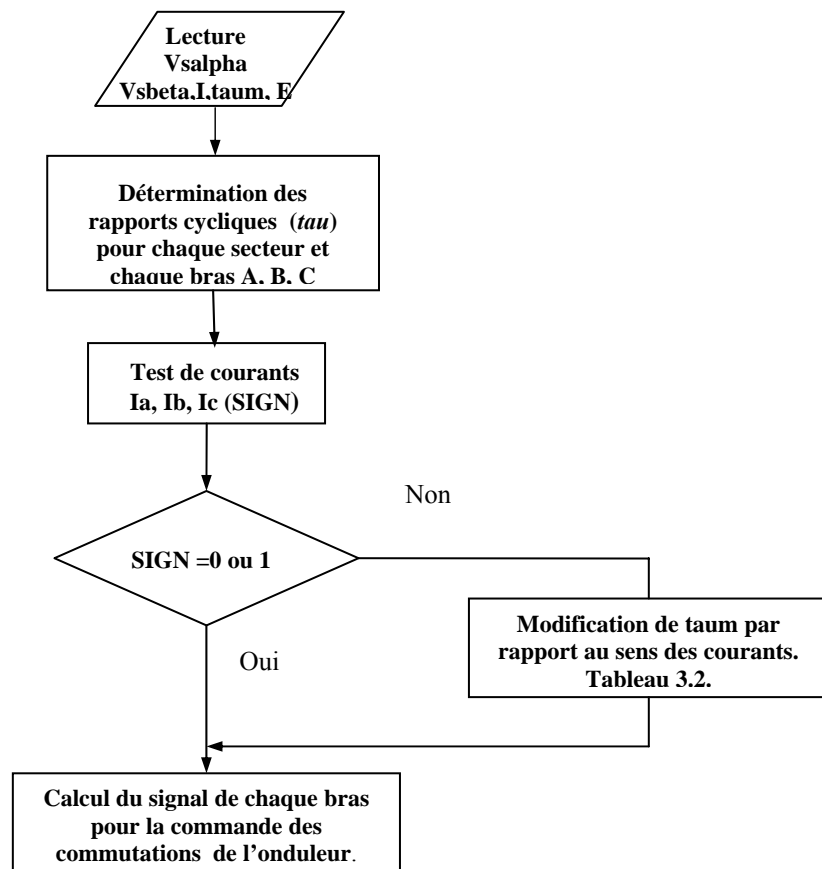 Lecture
Vsalpha
Vsbeta,I,taum, E
Détermination des
rapports cycliques (tau)
pour chaque secteur et
chaque bras A, B, C
Test de courants
Ia, Ib, Ic (SIGN)
Non
SIGN =0 ou 1
Modification de taum par
rapport au sens des courants.
Tableau 3.2.
Oui
Calcul du signal de chaque bras
pour la commande des
commutations de l’onduleur.